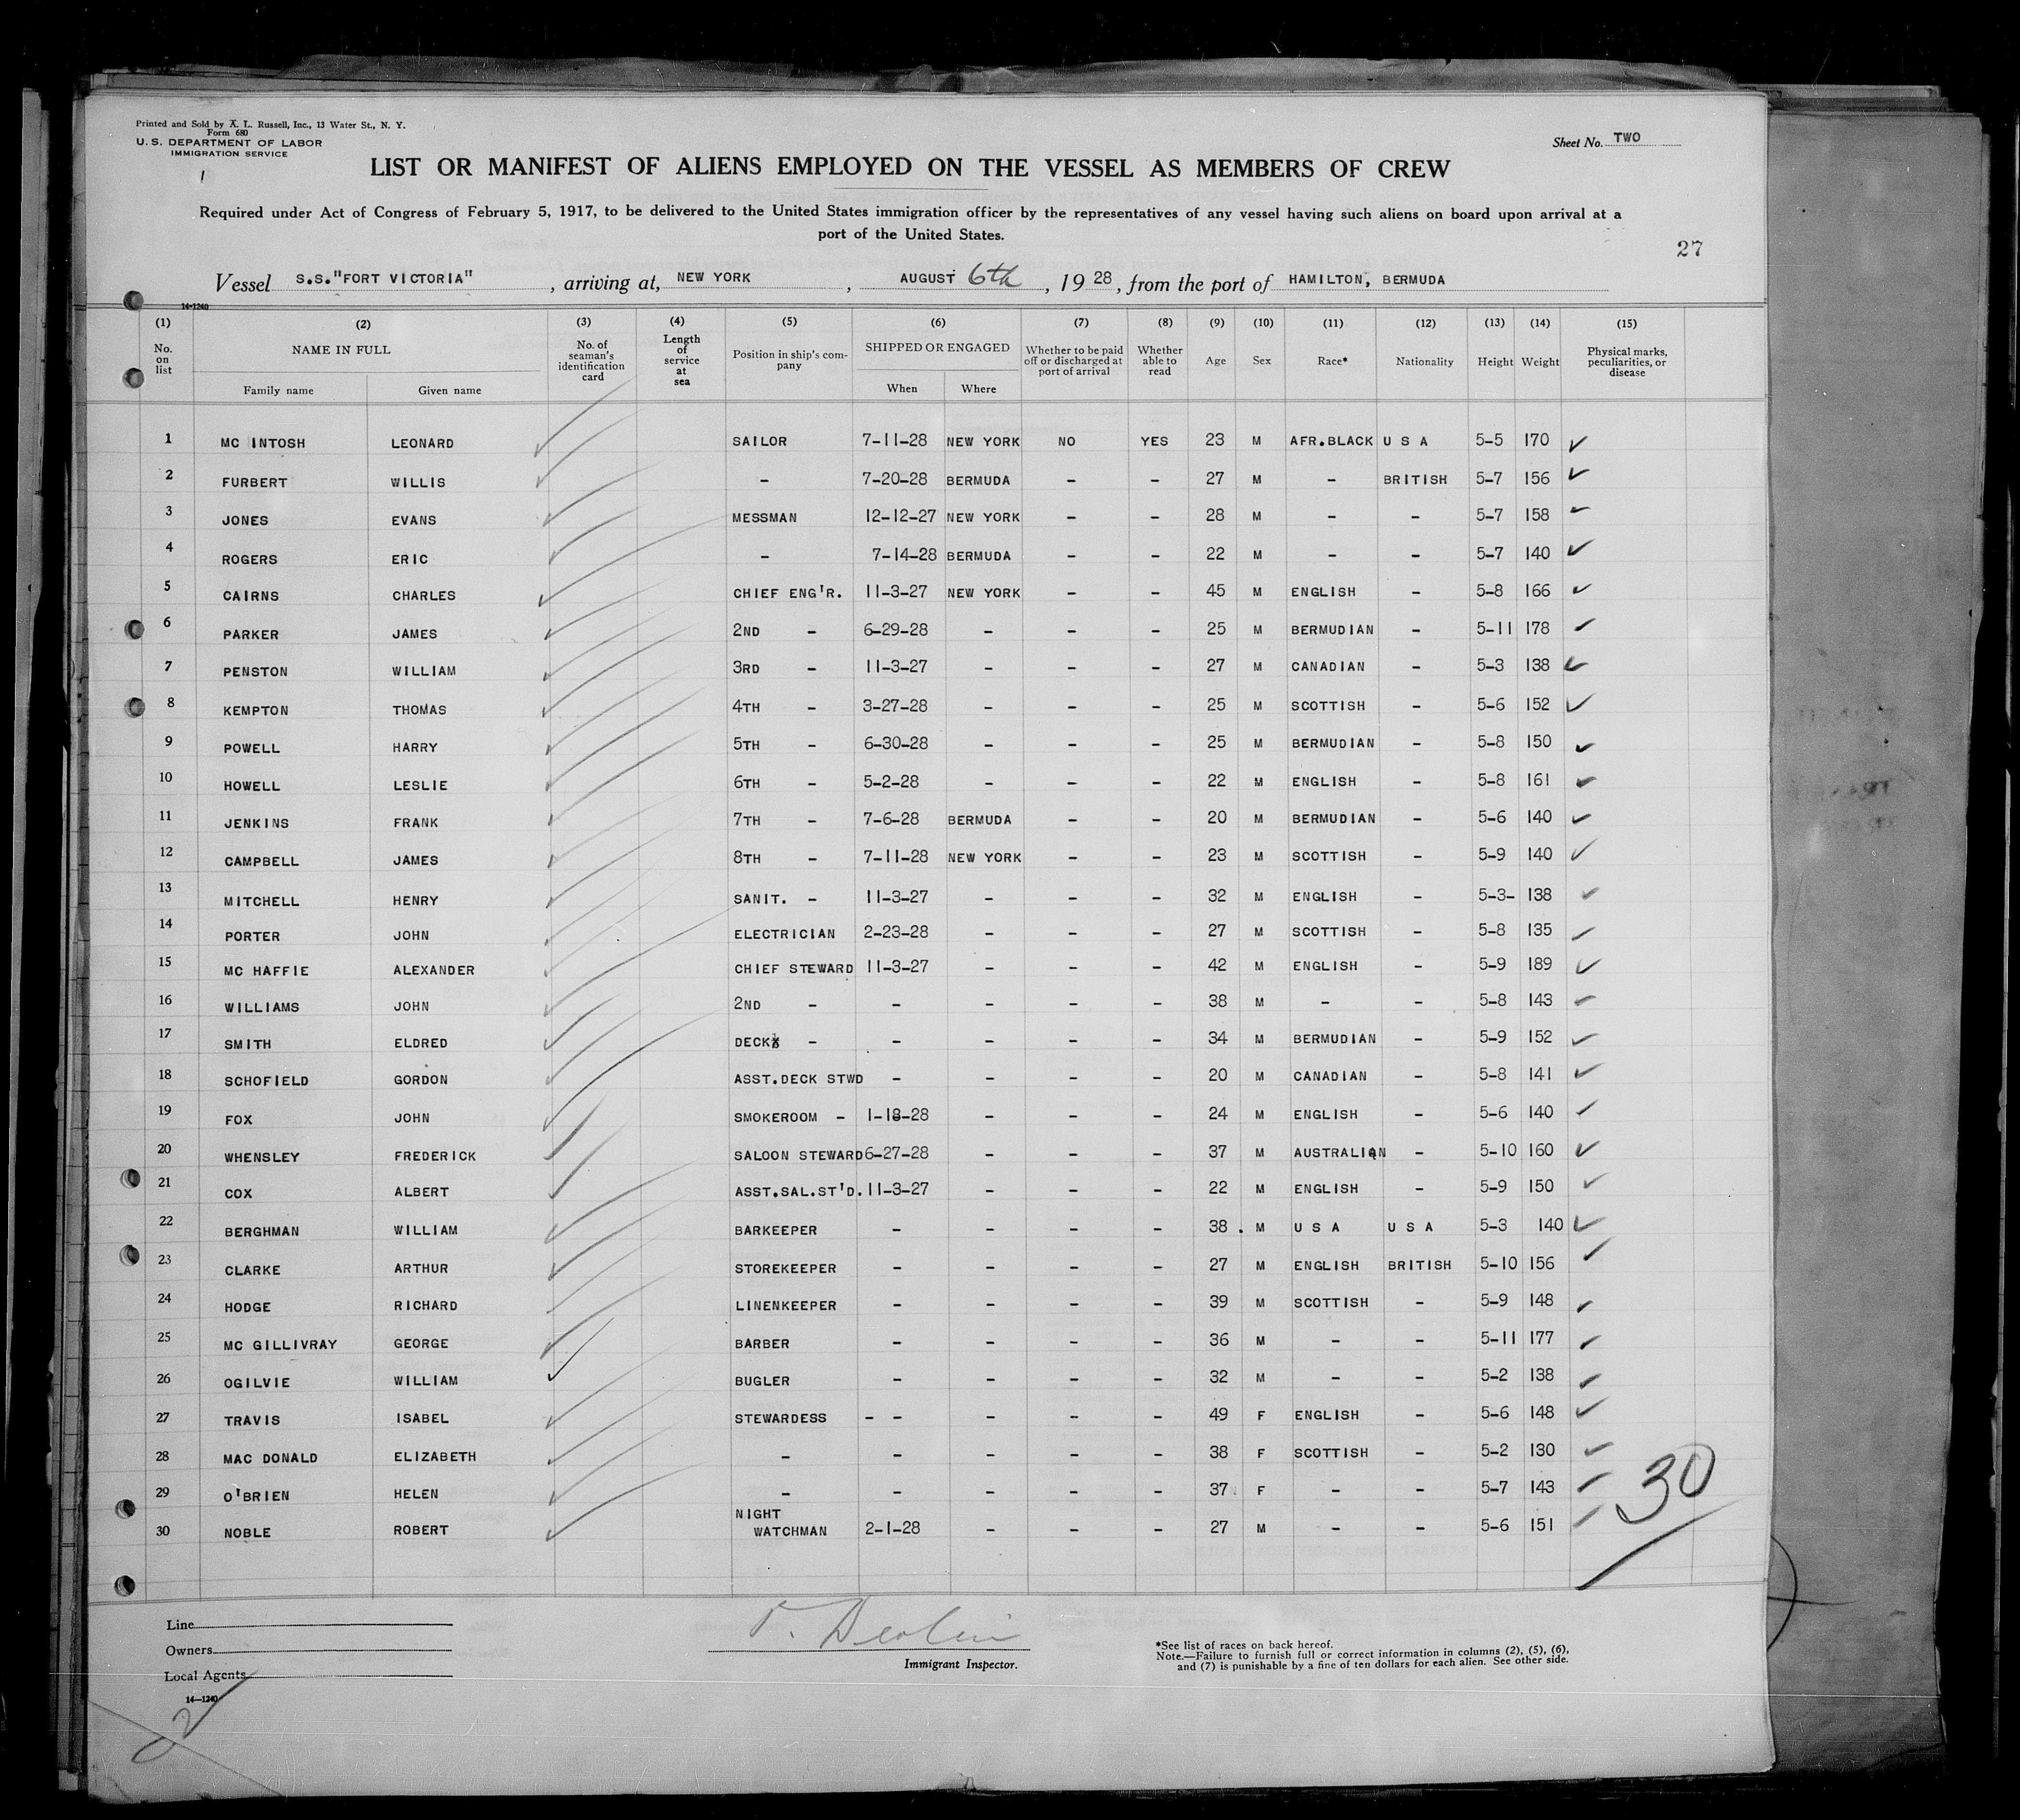 Printed and Sold by A. L. Russell, Inc., 13 Water St., N. Y.
Form 680
U. S. DEPARTMENT OF LABOR
IMMIGRATION SERVICE
Sheet No. TWO
LIST OR MANIFEST OF ALIENS EMPLOYED ON THE VESSEL AS MEMBERS OF CREW
Required under Act of Congress of February 5, 1917, to be delivered to the United States immigration officer by the representatives of any vessel having such aliens on board upon arrival at a
port of the United States.
27
Vessel S.S."FORT VICTORIA", arriving at, NEW YORK, AUGUST 6th, 1928, from the port of HAMILTON, BERMUDA
14-1240
(1) (2) (3) (4) (5) (6) (7) (8) (9) (10) (11) (12) (13) (14) (15)
No. on list NAME IN FULL Family name Given name No. of seaman's identification card Length of service at sea Position in ship's company SHIPPED OR ENGAGED When Where Whether to be paid off or discharged at port of arrival Whether able to read Age Sex Race* Nationality Height Weight Physical marks, peculiarities, or disease
1 MC INTOSH LEONARD SAILOR 7-11-28 NEW YORK NO YES 23 M AFR.BLACK U S A 5-5 170
2 FURBERT WILLIS - 7-20-28 BERMUDA - - 27 M - BRITISH 5-7 156
3 JONES EVANS MESSMAN 12-12-27 NEW YORK - - 28 M - - 5-7 158
4 ROGERS ERIC - 7-14-28 BERMUDA - - 22 M - - 5-7 140
5 CAIRNS CHARLES CHIEF ENG'R. 11-3-27 NEW YORK - - 45 M ENGLISH - 5-8 166
6 PARKER JAMES 2ND - 6-29-28 - - - 25 M BERMUDIAN - 5-11 178
7 PENSTON WILLIAM 3RD - 11-3-27 - - - 27 M CANADIAN - 5-3 138
8 KEMPTON THOMAS 4TH - 3-27-28 - - - 25 M SCOTTISH - 5-6 152
9 POWELL HARRY 5TH - 6-30-28 - - - 25 M BERMUDIAN - 5-8 150
10 HOWELL LESLIE 6TH - 5-2-28 - - - 22 M ENGLISH - 5-8 161
11 JENKINS FRANK 7TH - 7-6-28 BERMUDA - - 20 M BERMUDIAN - 5-6 140
12 CAMPBELL JAMES 8TH - 7-11-28 NEW YORK - - 23 M SCOTTISH - 5-9 140
13 MITCHELL HENRY SANIT. - 11-3-27 - - - 32 M ENGLISH - 5-3- 138
14 PORTER JOHN ELECTRICIAN 2-23-28 - - - 27 M SCOTTISH - 5-8 135
15 MC HAFFIE ALEXANDER CHIEF STEWARD 11-3-27 - - - 42 M ENGLISH - 5-9 189
16 WILLIAMS JOHN 2ND - - - - - 38 M - - 5-8 143
17 SMITH ELDRED DECK - - - - - 34 M BERMUDIAN - 5-9 152
18 SCHOFIELD GORDON ASST.DECK STWD - - - - 20 M CANADIAN - 5-8 141
19 FOX JOHN SMOKEROOM - 1-18-28 - - - 24 M ENGLISH - 5-6 140
20 WHENSLEY FREDERICK SALOON STEWARD 6-27-28 - - - 37 M AUSTRALIAN - 5-10 160
21 COX ALBERT ASST.SAL.ST'D. 11-3-27 - - - 22 M ENGLISH - 5-9 150
22 BERGHMAN WILLIAM BARKEEPER - - - - 38 . M U S A U S A 5-3 140
23 CLARKE ARTHUR STOREKEEPER - - - - 27 M ENGLISH BRITISH 5-10 156
24 HODGE RICHARD LINENKEEPER - - - - 39 M SCOTTISH - 5-9 148
25 MC GILLIVRAY GEORGE BARBER - - - - 36 M - - 5-11 177
26 OGILVIE WILLIAM BUGLER - - - - 32 M - - 5-2 138
27 TRAVIS ISABEL STEWARDESS - - - - - 49 F ENGLISH - 5-6 148
28 MAC DONALD ELIZABETH - - - - - 38 F SCOTTISH - 5-2 130
29 O'BRIEN HELEN - - - - - 37 F - - 5-7 143
30 NOBLE ROBERT NIGHT WATCHMAN 2-1-28 - - - 27 M - - 5-6 151
30
Line
Owners
Local Agents
14-1240
2
Immigrant Inspector.
*See list of races on back hereof.
Note.—Failure to furnish full or correct information in columns (2), (5), (6),
and (7) is punishable by a fine of ten dollars for each alien. See other side.